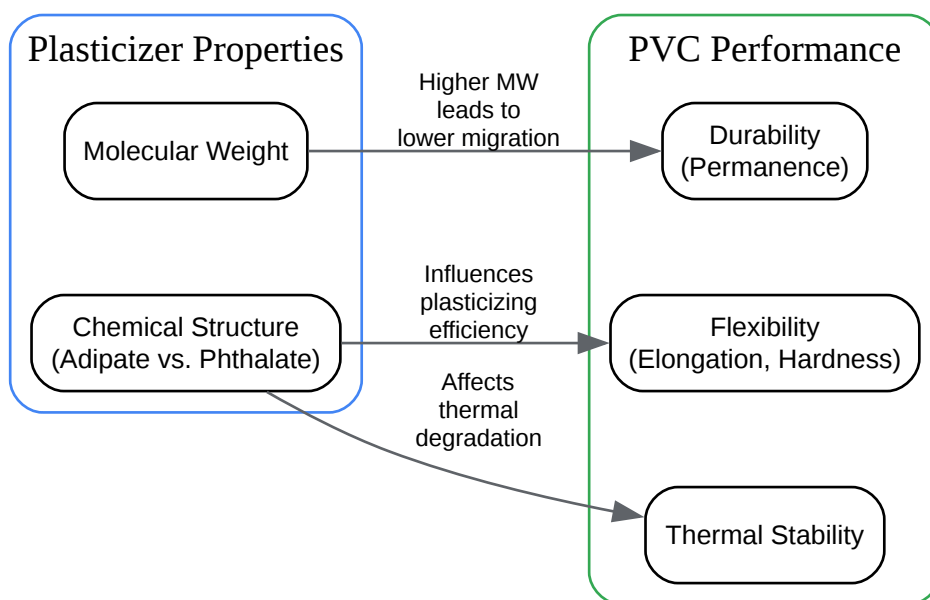 Plasticizer Properties
PVC Performance
Higher MW
leads to
lower migration
Molecular Weight
Durability
(Permanence)
Influences
plasticizing
efficiency
Chemical Structure
(Adipate vs. Phthalate)
Flexibility
(Elongation, Hardness)
Affects
thermal
degradation
Thermal Stability